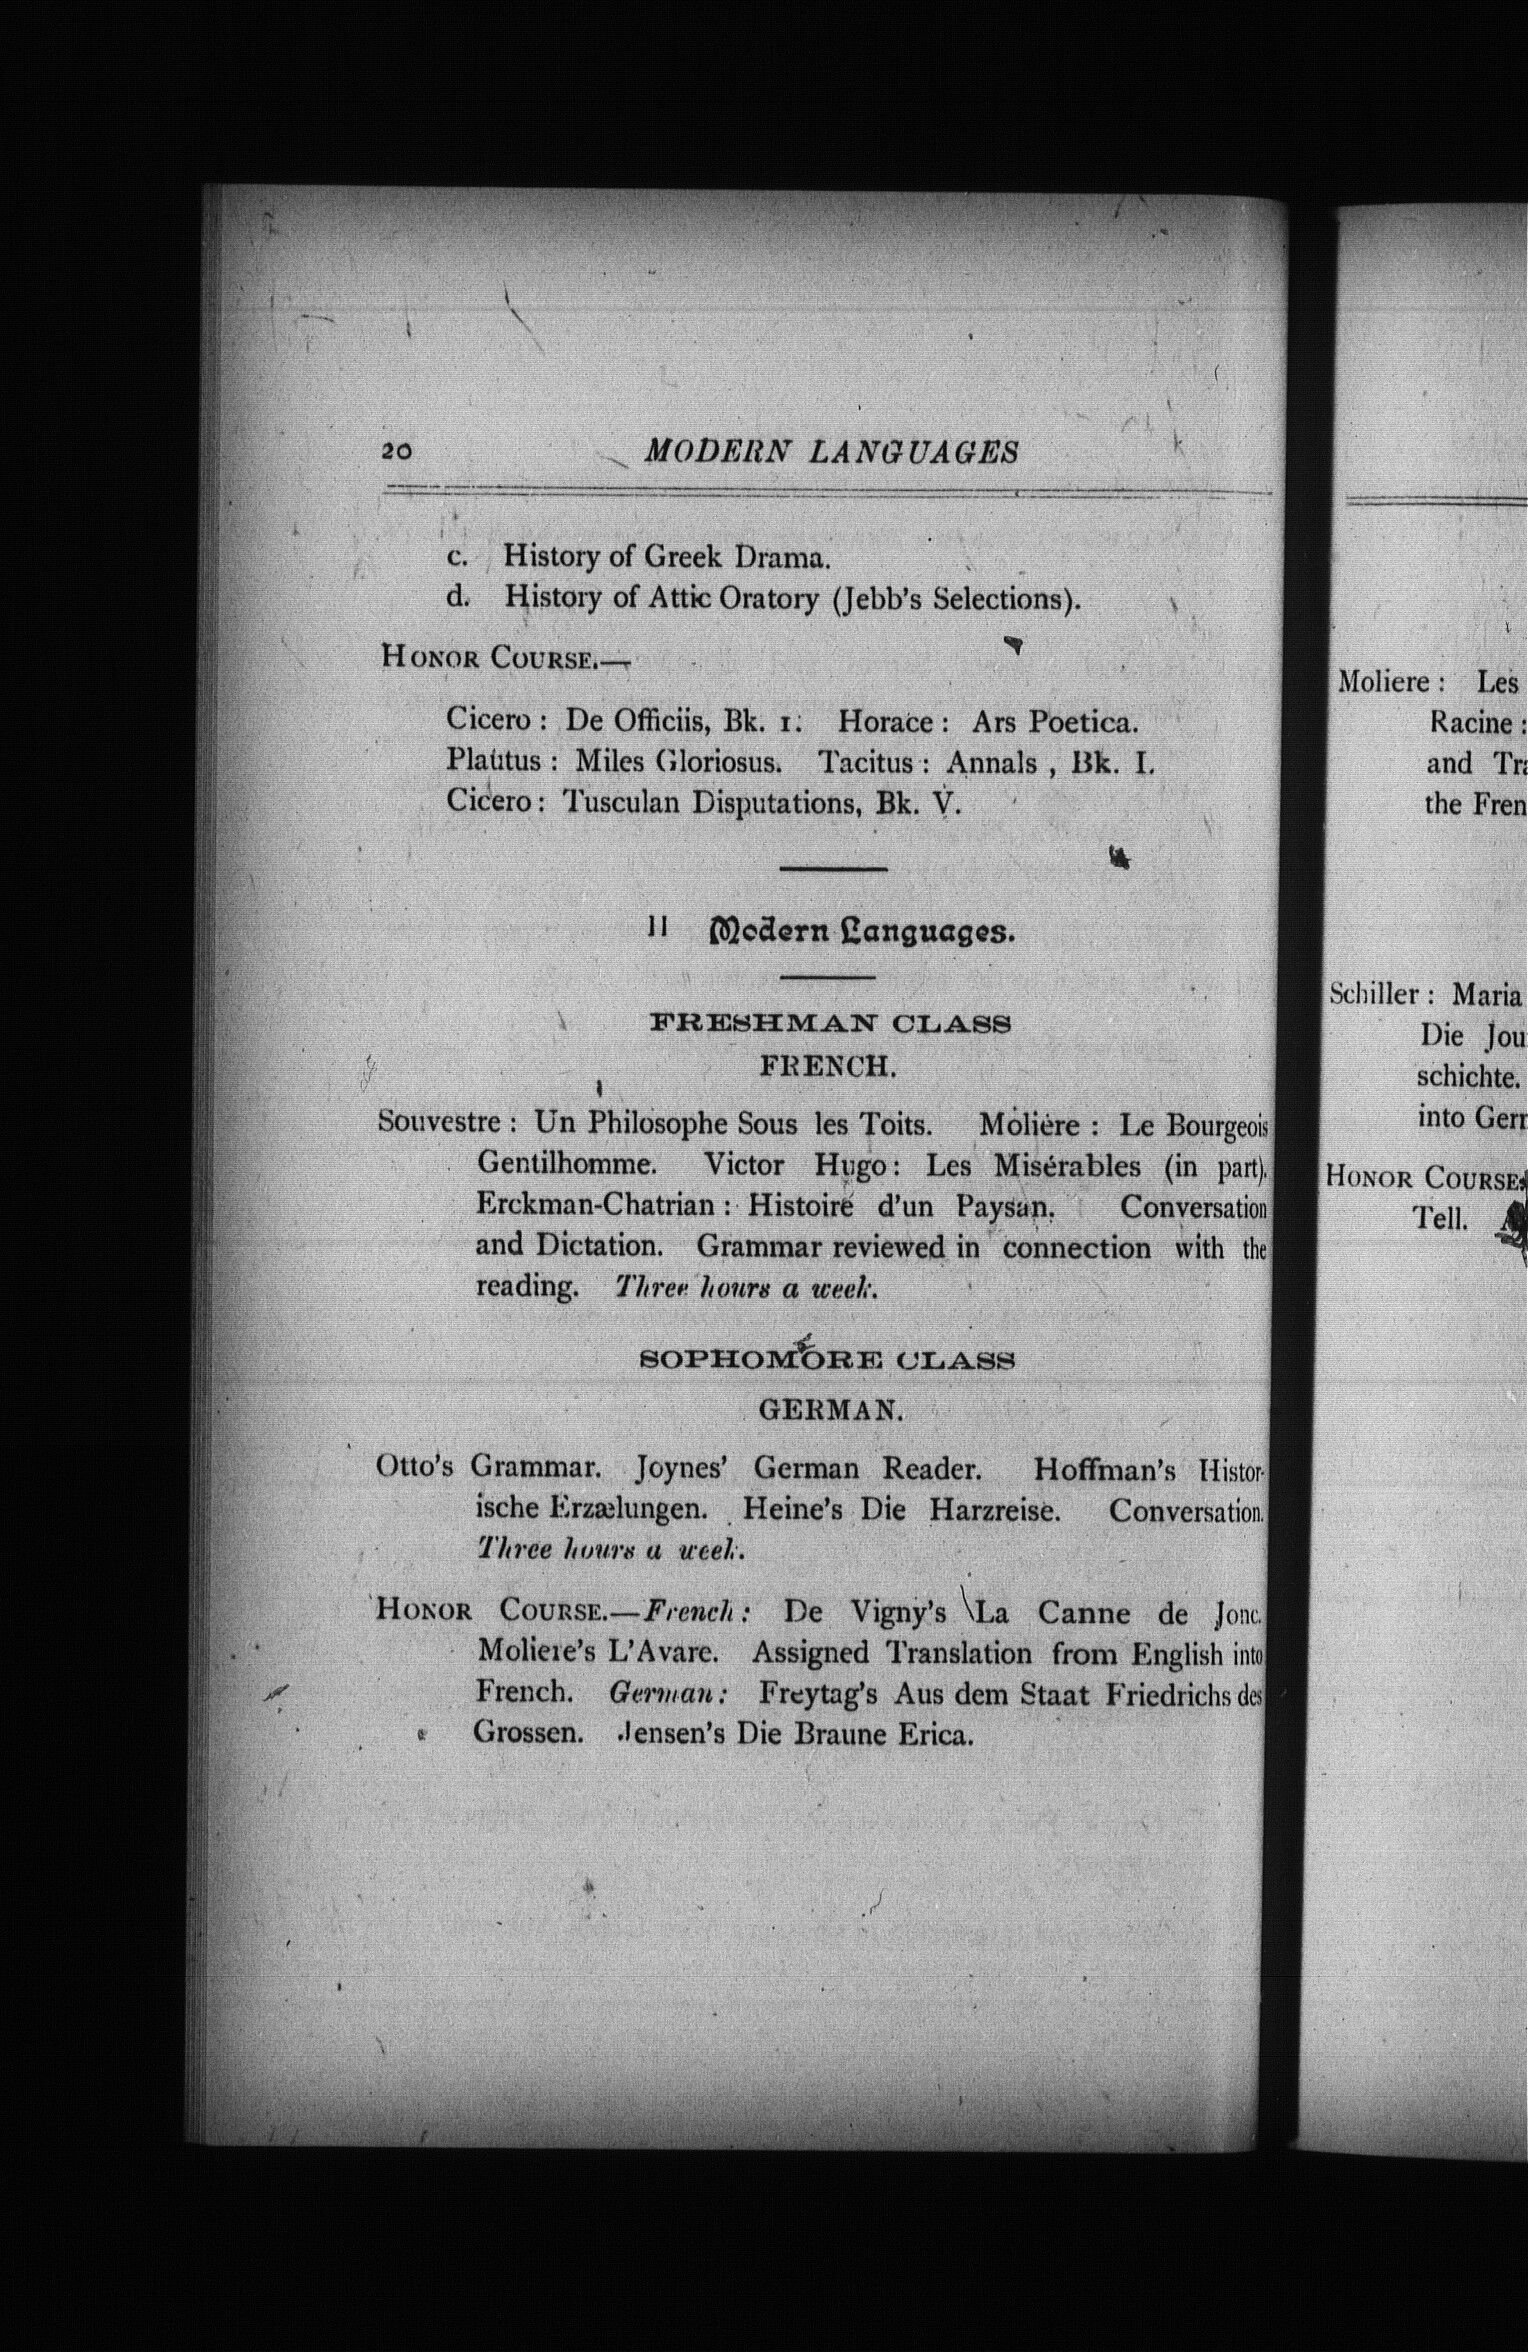 20 MODERN LANGUAGES
c. History of Greek Drama.
d. History of Attic Oratory (Jebb's Selections).
HONOR COURSE.—
Cicero : De Officiis, Bk. I. Horace : Ars Poetica.
Plautus : Miles Gloriosus. Tacitus : Annals , Bk. I.
Cicero : Tusculan Disputations, Bk. V.
II Modern Languages.
FRESHMAN CLASS
FRENCH.
Souvestre : Un Philosophe Sous les Toits. Moliére : Le Bourgeois
Gentilhomme. Victor Hugo : Les Misérables (in part).
Erckman-Chatrian : Histoire d'un Paysan. Conversation
and Dictation. Grammar reviewed in connection with the
reading. Three hours a week.
SOPHOMORE CLASS
GERMAN.
Otto's Grammar. Joynes' German Reader. Hoffman's Histor-
ische Erzælungen. Heine's Die Harzreise. Conversation.
Three hours a week.
HONOR COURSE.—French : De Vigny's La Canne de Jonc.
Moliere's L'Avare. Assigned Translation from English into
French. German : Freytag's Aus dem Staat Friedrichs des
Grossen. Jensen's Die Braune Erica.
Moliere : Les
Racine :
and
the
Schiller : Maria
Die
schichte.
into
HONOR COURSE
Tell.